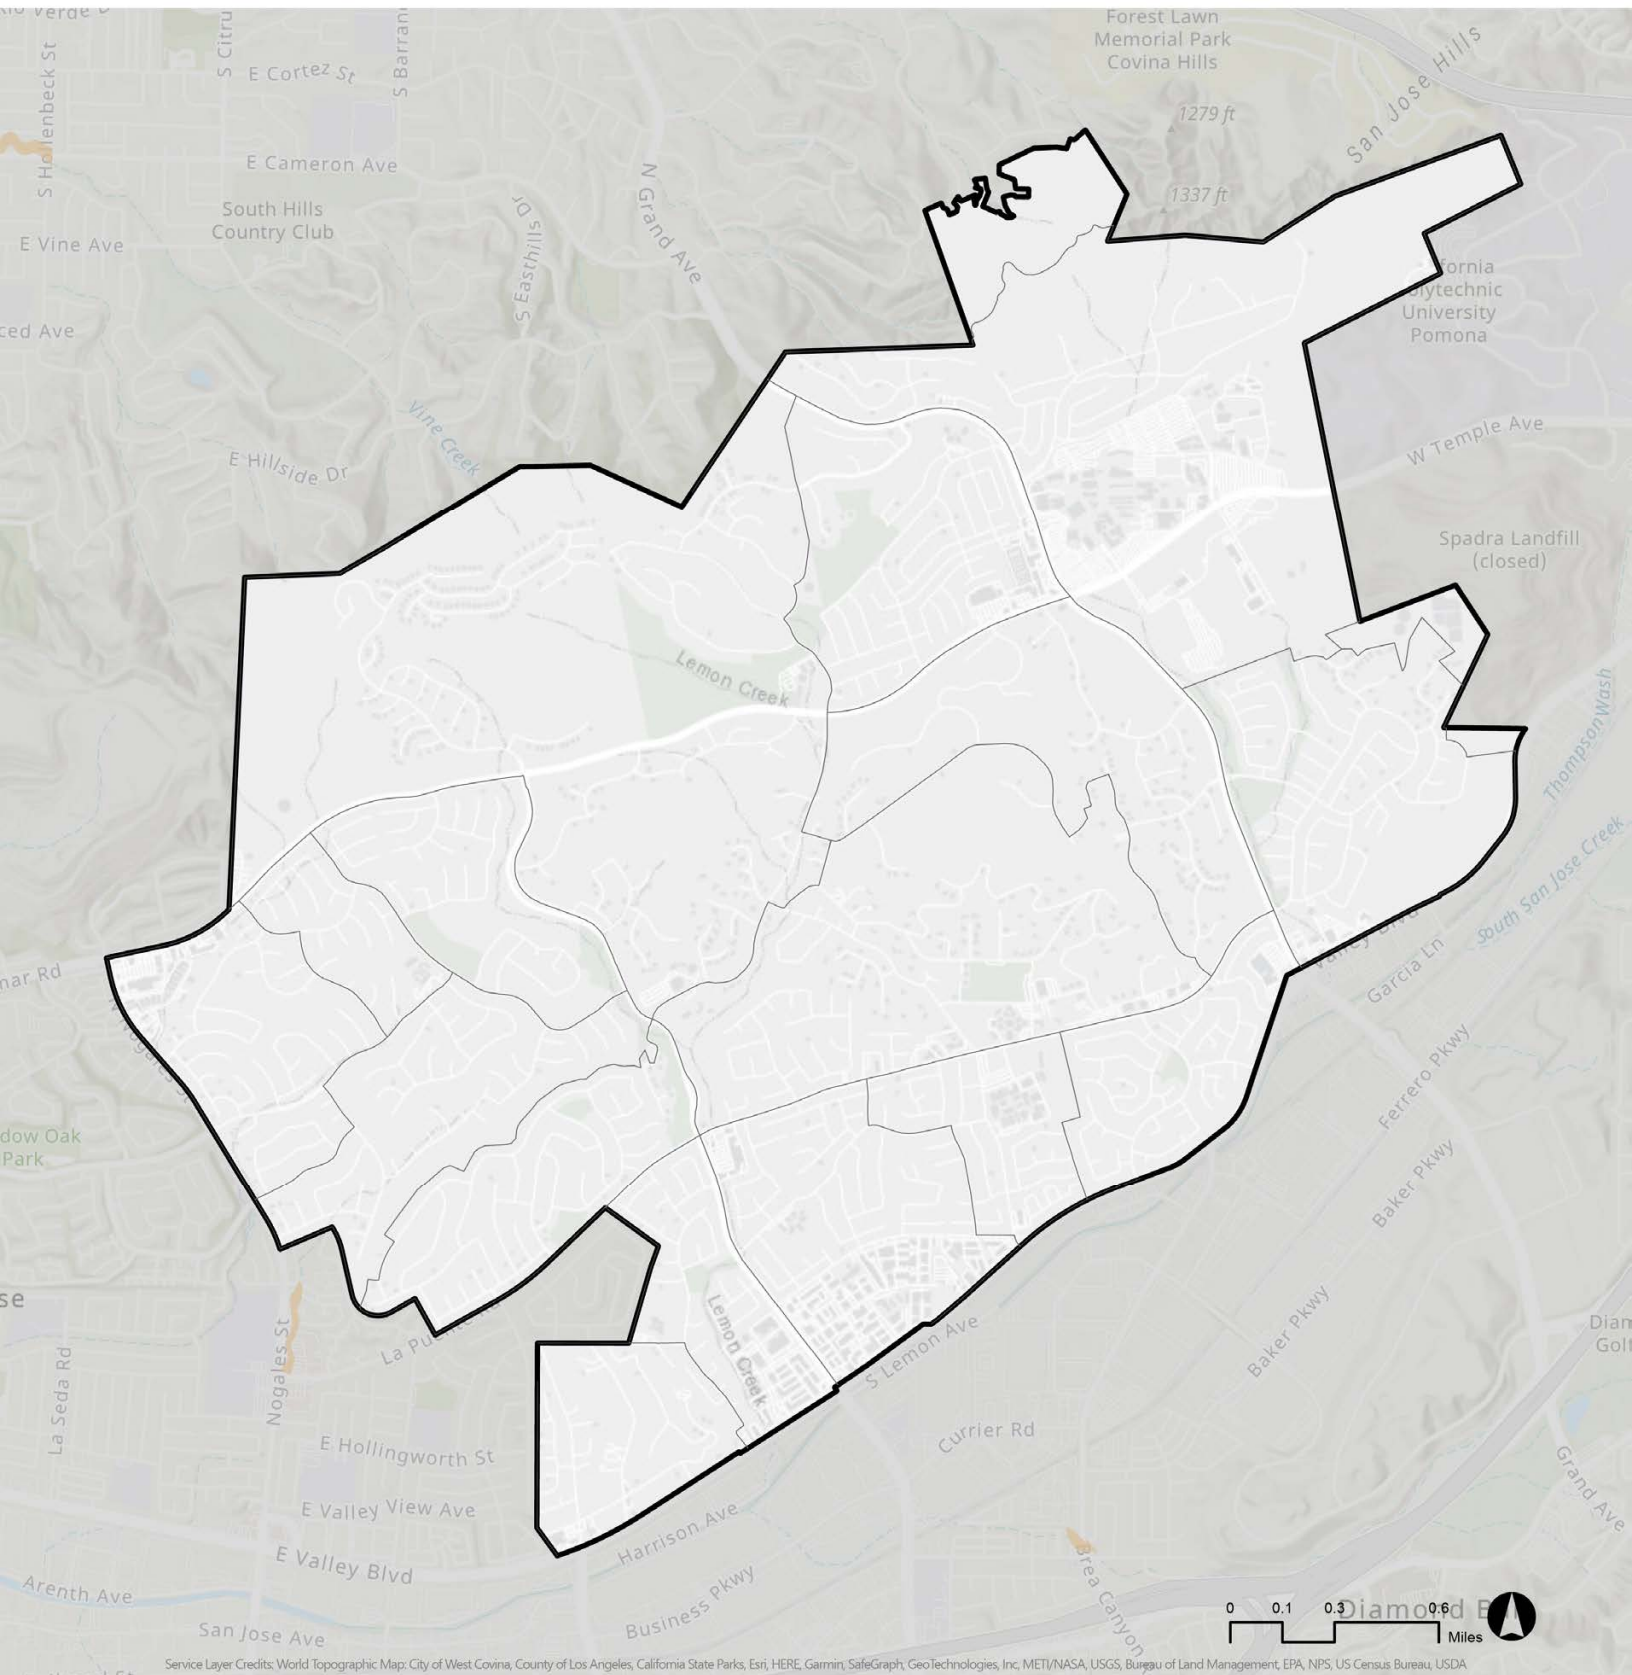 S Hollenbeck St
S Citru
S Barran
E Cortez St
Forest Lawn
Memorial Park
Covina Hills
San Jose Hills
1279 ft
E Cameron Ave
N Grand Ave
1337 ft
South Hills
Country Club
S Easthills Dr
E Vine Ave
fornia
olytechnic
University
Pomona
ced Ave
Vine Creek
E Hillside Dr
W Temple Ave
Spadra Landfill
(closed)
Lemon Creek
Thompson Wash
South San Jose Creek
Valley Blvd
Garcia Ln
mar Rd
Nogales St
Ferrero Pkwy
dow Oak
Park
Baker Pkwy
se
La Puente
Baker Pkwy
Diam
Golf
La Seda Rd
Nogales St
Lemon Creek
S Lemon Ave
Currier Rd
E Hollingworth St
Grand Ave
E Valley View Ave
Harrison Ave
E Valley Blvd
Arenth Ave
Business Pkwy
Brea Canyon
San Jose Ave
0 0.1 0.3 0.6
Diamond B
Miles
Service Layer Credits: World Topographic Map: City of West Covina, County of Los Angeles, California State Parks, Esri, HERE, Garmin, SafeGraph, GeoTechnologies, Inc, METI/NASA, USGS, Bureau of Land Management, EPA, NPS, US Census Bureau, USDA